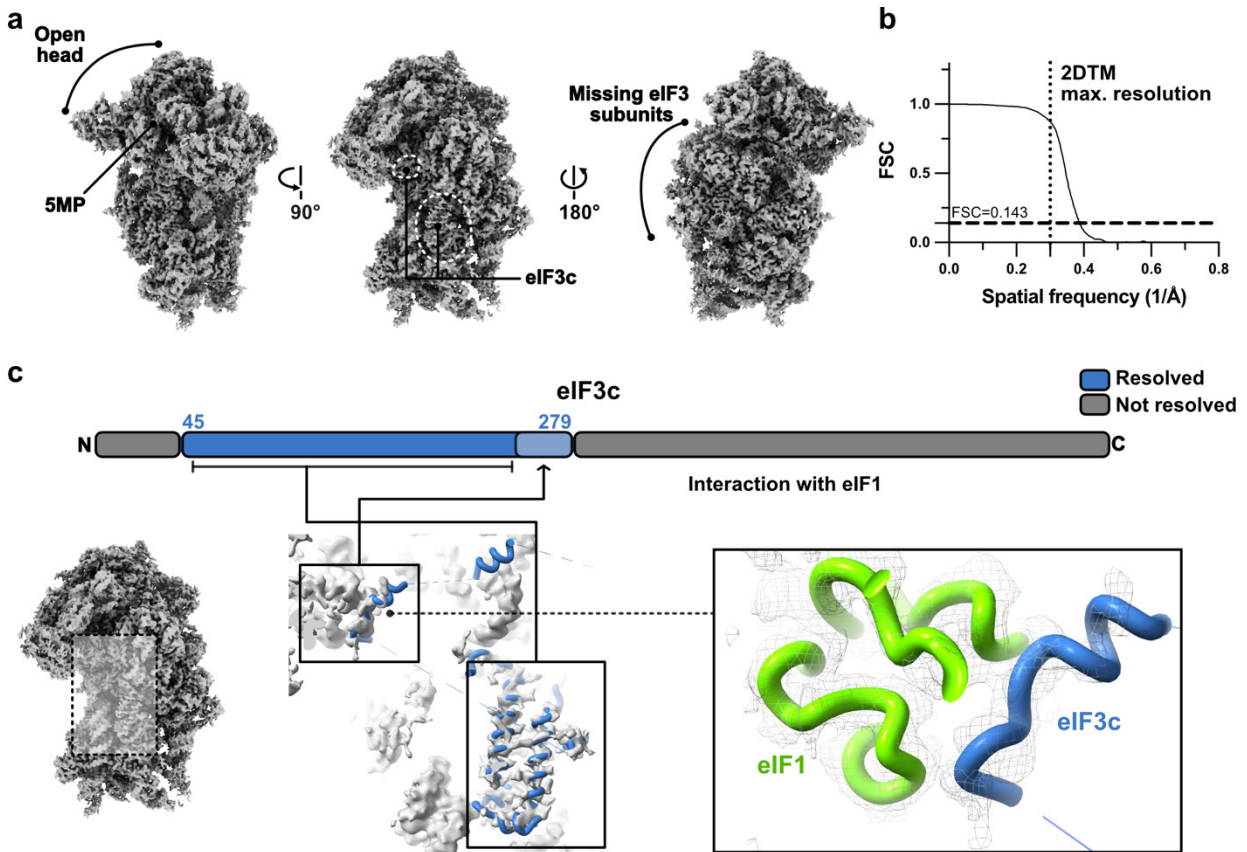 a
Open
head
5MP
90°
eIF3c
180°
Missing eIF3
subunits
b
2DTM
max. resolution
FSC
1.0
0.5
0.0
FSC=0.143
0.0 0.2 0.4 0.6 0.8
Spatial frequency (1/Å)
c
eIF3c
Resolved
Not resolved
45
279
N
C
Interaction with eIF1
eIF1
eIF3c